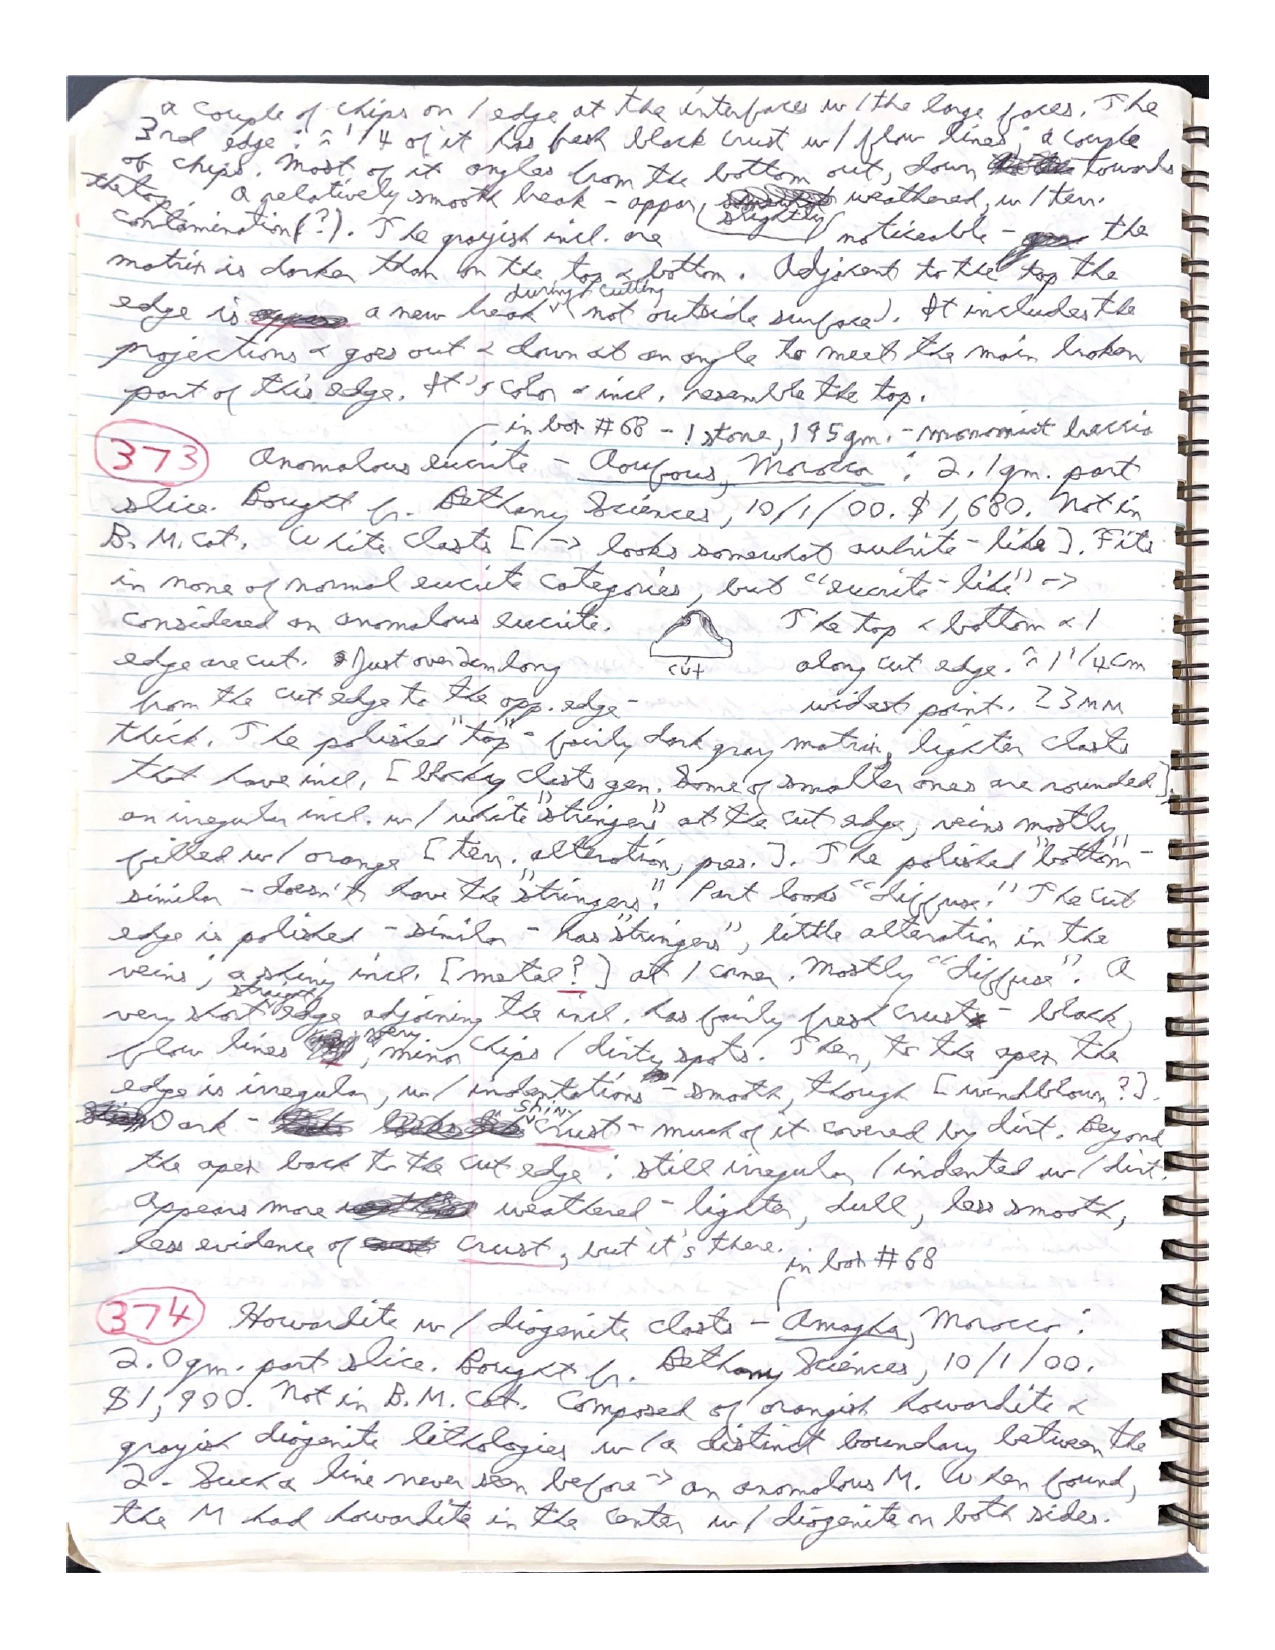 a couple of chips on 1 edge at the interfaces w/ the large faces. The
3rd edge: ≈ 1/4 of it has fresh black crust w/ flow lines; a couple
of chips. Most of it angles from the bottom out, down towards
the top. a relatively smooth break - appar. slightly weathered, w/ terr.
contamination(?). The grayish incl. are noticeable - the
matrix is darker than on the top & bottom. Adjacent to the top the
edge is a new break during cutting (not outside surface). It includes the
projections & goes out & down at an angle to meet the main broken
part of this edge. It's color & incl. resemble the top.
in box #68 - 1 stone, 195gm. - monomict breccia
373 Anomalous eucrite - Aoufous, Morocco: 2.1gm. part
slice. Bought fr. Bethany Sciences, 10/1/00. $1,680. Not in
B.M. Cat. White clasts [1 -> looks somewhat aubrite-like]. Fits
in none of normal eucrite categories, but "eucrite-like" ->
considered an anomalous eucrite. The top & bottom & 1
edge are cut. Just over 2cm long along cut edge. ≈ 1 1/4cm
cut
from the cut edge to the opp. edge - widest point. 23mm
thick. The polished "top" - fairly dark gray matrix, lighter clasts
that have incl. [blocky clasts gen. Some of smaller ones are rounded],
an irregular incl. w/ white "stringers" at the cut edge, veins mostly
filled w/ orange [terr. alteration, pres.]. The polished "bottom" -
similar - doesn't have the "stringers". Part looks "diffuse." The cut
edge is polished - similar - has "stringers", little alteration in the
veins; a shiny incl. [metal?] at 1 corner. Mostly "diffuse". A
very short straight edge adjoining the incl. has fairly fresh crust - black,
flow lines, very minor chips/dirty spots. Then, to the apex the
edge is irregular, w/ indentations - smooth, though [windblown?].
Dark - shiny crust - much of it covered by dirt. Beyond
the apex back to the cut edge: still irregular/indented w/ dirt.
Appears more weathered - lighter, dull, less smooth,
less evidence of crust, but it's there.
in box #68
374 Howardite w/ diogenite clasts - Amagha, Morocco:
2.0gm. part slice. Bought fr. Bethany Sciences, 10/1/00.
$1,900. Not in B.M. Cat. Composed of orangish howardite &
grayish diogenite lithologies w/ a distinct boundary between the
2 - Such a line never seen before -> an anomalous M. When found,
the M had howardite in the center w/ diogenite on both sides.